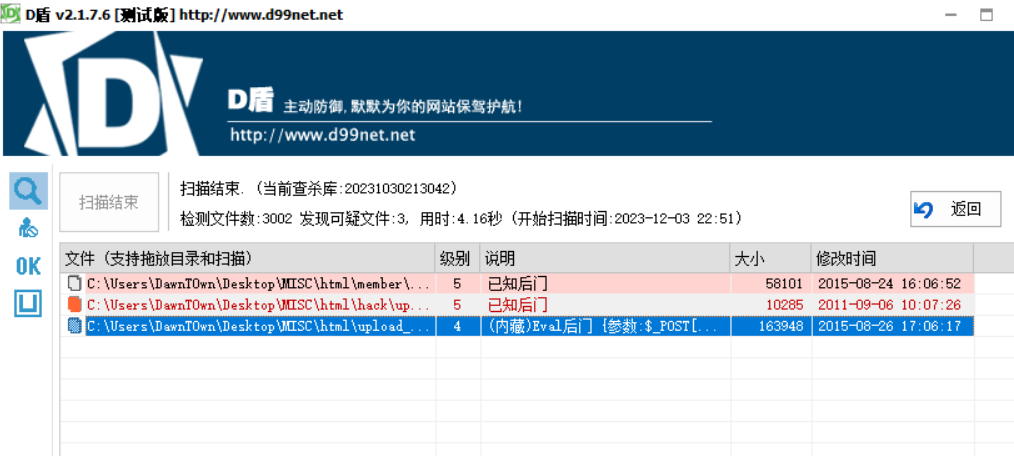 D盾 v2.1.7.6 [测试版] http://www.d99net.net
D
D盾 主动防御,默默为你的网站保驾护航!
http://www.d99net.net
扫描结束
扫描结束. (当前查杀库:20231030213042)
检测文件数:3002 发现可疑文件:3, 用时:4.16秒 (开始扫描时间:2023-12-03 22:51)
返回
OK
文件 (支持拖放目录和扫描) 级别 说明 大小 修改时间
C:\Users\DawnTOwn\Desktop\MISC\html\member\... 5 已知后门 58101 2015-08-24 16:06:52
C:\Users\DawnTOwn\Desktop\MISC\html\hack\up... 5 已知后门 10285 2011-09-06 10:07:26
C:\Users\DawnTOwn\Desktop\MISC\html\upload_... 4 (内藏)Eval后门 {参数:$_POST[... 163948 2015-08-26 17:06:17